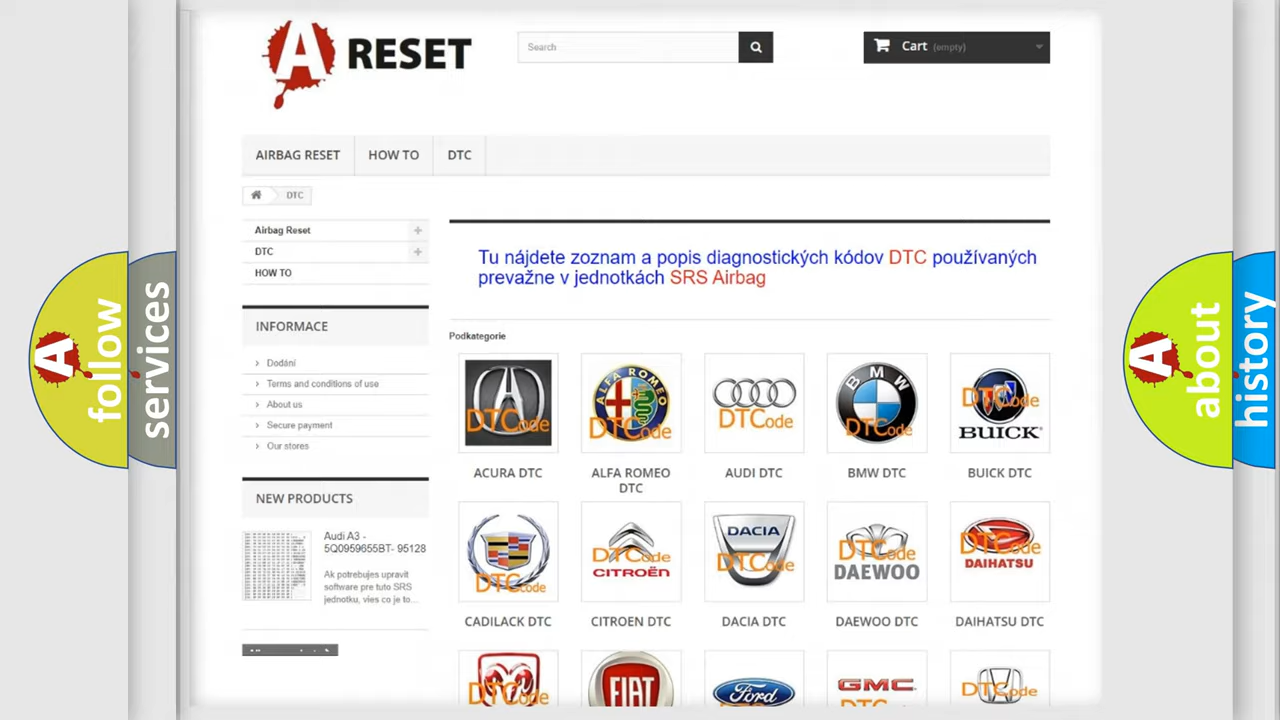 A RESET
Search
Cart (empty)
AIRBAG RESET
HOW TO
DTC
DTC
Airbag Reset
DTC
HOW TO
Tu nájdete zoznam a popis diagnostických kódov DTC používaných
prevažne v jednotkách SRS Airbag
INFORMACE
Dodání
Terms and conditions of use
About us
Secure payment
Our stores
NEW PRODUCTS
Audi A3 -
5Q0959655BT- 95128
Ak potrebujes upravit
software pre tuto SRS
jednotku, vies co je to...
Podkategorie
DTCode
ALFA ROMEO
DTCode
DTCode
BMW
DTCode
DTCode
BUICK
ACURA DTC
ALFA ROMEO
DTC
AUDI DTC
BMW DTC
BUICK DTC
DTCode
DTCode
CITROËN
DACIA
DTCode
DTCode
DAEWOO
DTCode
DAIHATSU
CADILACK DTC
CITROEN DTC
DACIA DTC
DAEWOO DTC
DAIHATSU DTC
DTCode
FIAT
Ford
GMC
DTCode
A
follow
services
A
about
history